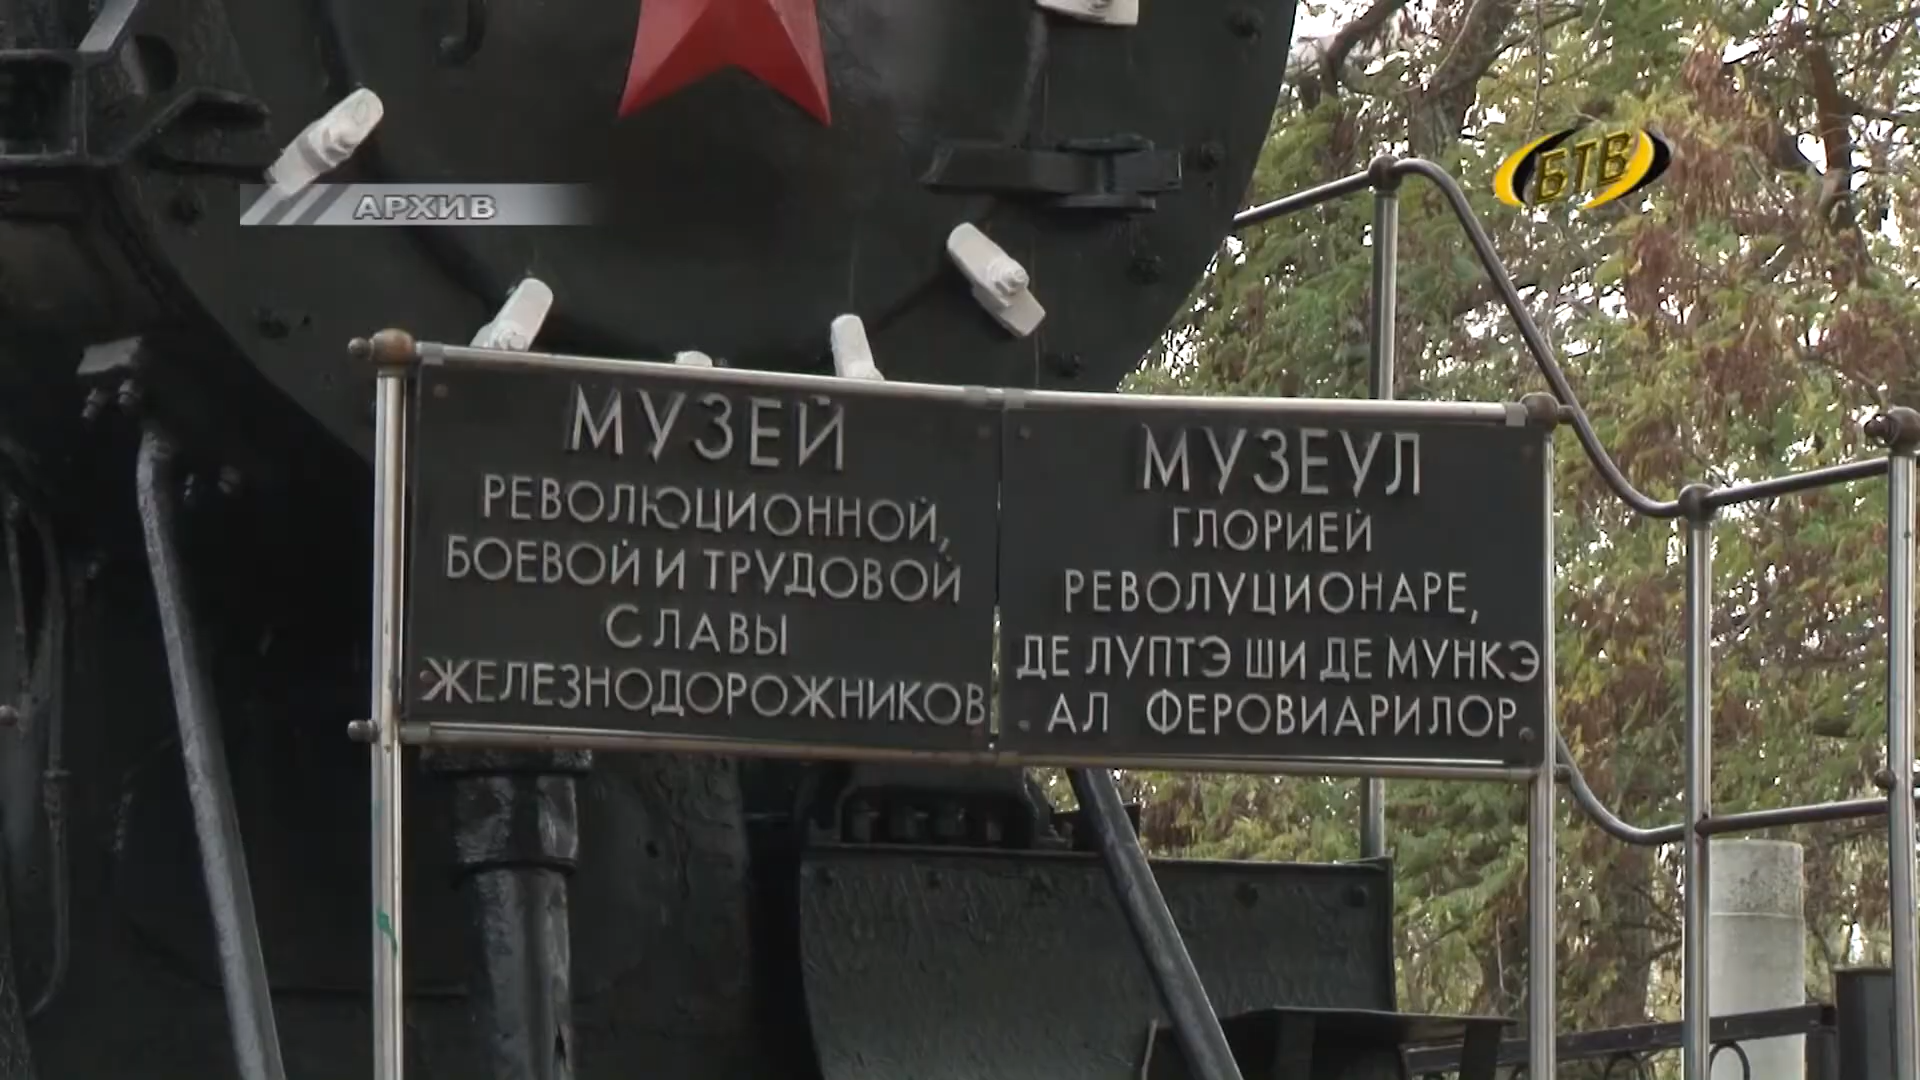 АРХИВ
БТВ
МУЗЕЙ
РЕВОЛЮЦИОННОЙ,
БОЕВОЙ И ТРУДОВОЙ
СЛАВЫ
ЖЕЛЕЗНОДОРОЖНИКОВ
МУЗЕУЛ
ГЛОРИЕЙ
РЕВОЛУЦИОНАРЕ,
ДЕ ЛУПТЭ ШИ ДЕ МУНКЭ
АЛ ФЕРОВИАРИЛОР